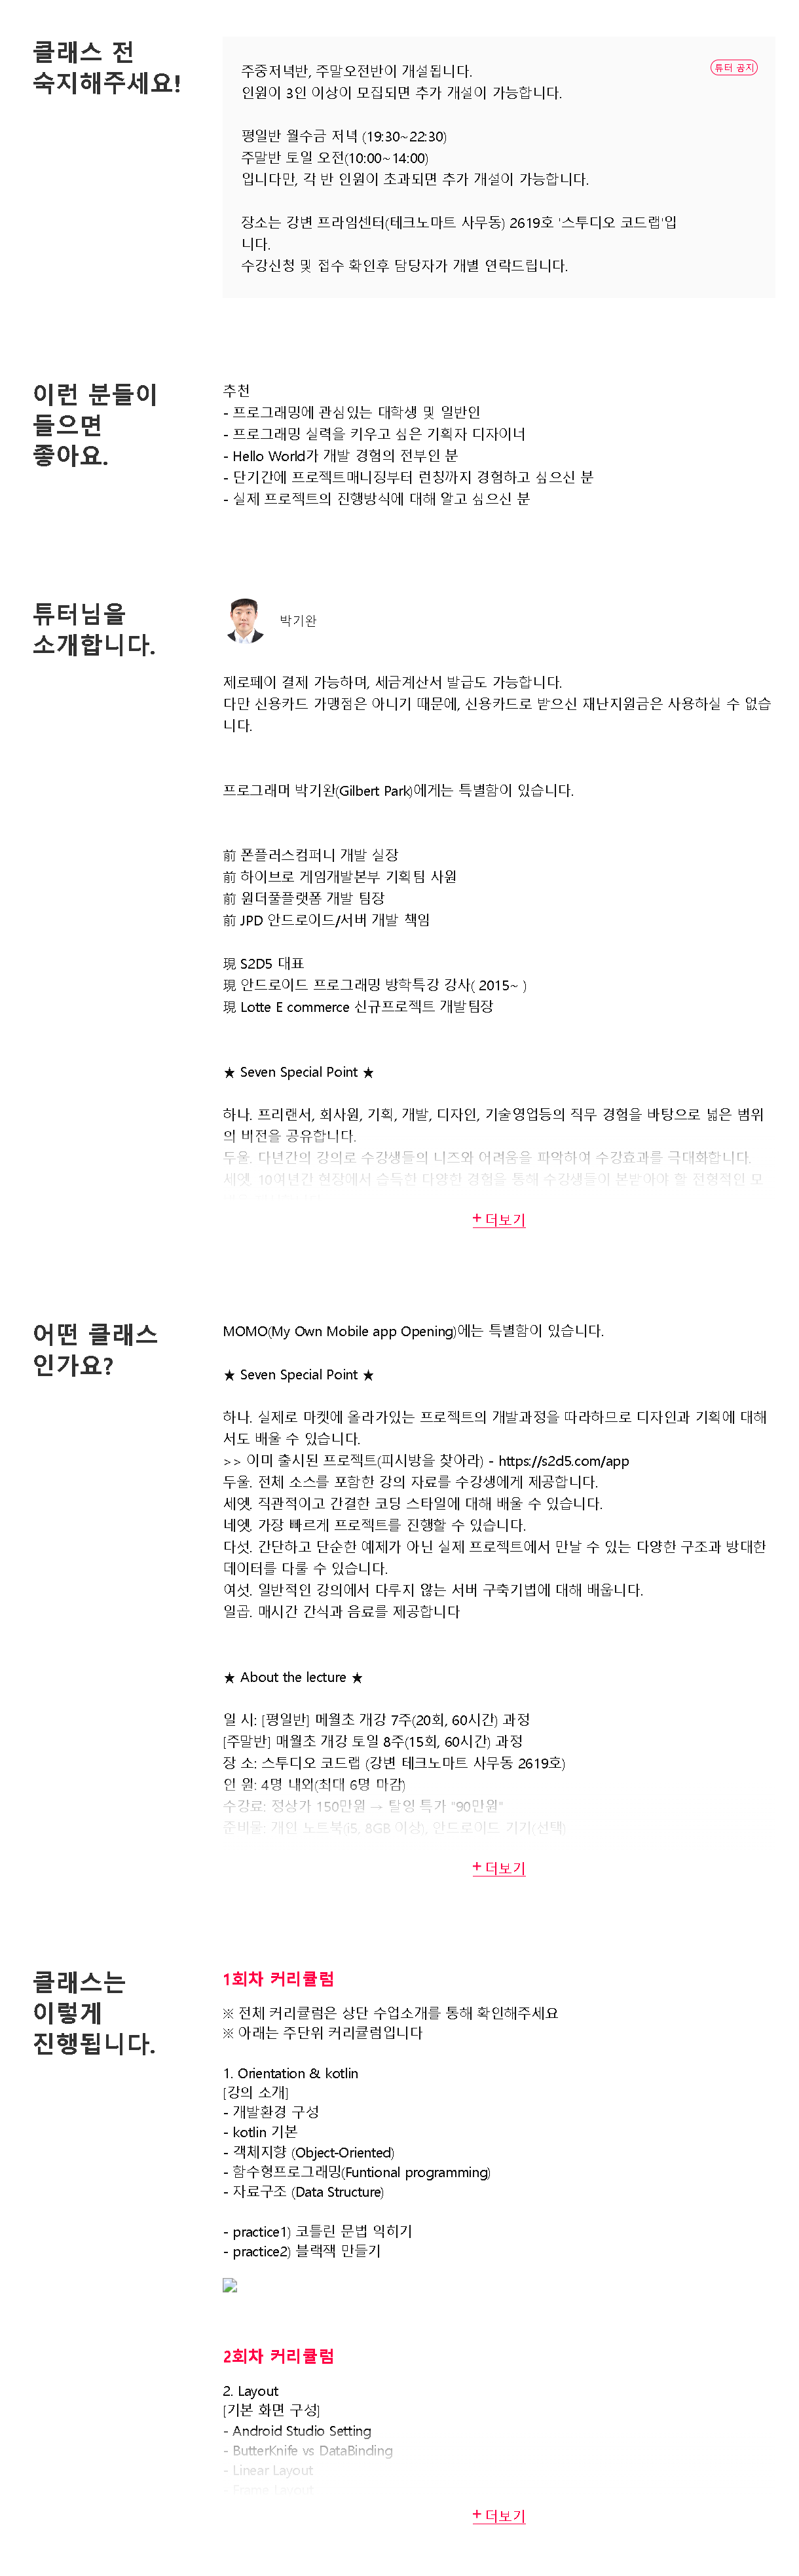 클래스 전
숙지해주세요!
튜터 공지
주중저녁반, 주말오전반이 개설됩니다.
인원이 3인 이상이 모집되면 추가 개설이 가능합니다.
평일반 월수금 저녁 (19:30~22:30)
주말반 토일 오전(10:00~14:00)
입니다만, 각 반 인원이 초과되면 추가 개설이 가능합니다.
장소는 강변 프라임센터(테크노마트 사무동) 2619호 '스투디오 코드랩'입
니다.
수강신청 및 접수 확인후 담당자가 개별 연락드립니다.
이런 분들이
들으면
좋아요.
추천
- 프로그래밍에 관심있는 대학생 및 일반인
- 프로그래밍 실력을 키우고 싶은 기획자 디자이너
- Hello World가 개발 경험의 전부인 분
- 단기간에 프로젝트매니징부터 런칭까지 경험하고 싶으신 분
- 실제 프로젝트의 진행방식에 대해 알고 싶으신 분
튜터님을
소개합니다.
박기완
제로페이 결제 가능하며, 세금계산서 발급도 가능합니다.
다만 신용카드 가맹점은 아니기 때문에, 신용카드로 받으신 재난지원금은 사용하실 수 없습
니다.
프로그래머 박기완(Gilbert Park)에게는 특별함이 있습니다.
前 폰플러스컴퍼니 개발 실장
前 하이브로 게임개발본부 기획팀 사원
前 원더풀플랫폼 개발 팀장
前 JPD 안드로이드/서버 개발 책임
現 S2D5 대표
現 안드로이드 프로그래밍 방학특강 강사( 2015~ )
現 Lotte E commerce 신규프로젝트 개발팀장
★ Seven Special Point ★
하나. 프리랜서, 회사원, 기획, 개발, 디자인, 기술영업등의 직무 경험을 바탕으로 넓은 범위
의 비전을 공유합니다.
두울. 다년간의 강의로 수강생들의 니즈와 어려움을 파악하여 수강효과를 극대화합니다.
세엣. 10여년간 현장에서 습득한 다양한 경험을 통해 수강생들이 본받아야 할 전형적인 모
+ 더보기
어떤 클래스
인가요?
MOMO(My Own Mobile app Opening)에는 특별함이 있습니다.
★ Seven Special Point ★
하나. 실제로 마켓에 올라가있는 프로젝트의 개발과정을 따라하므로 디자인과 기획에 대해
서도 배울 수 있습니다.
>> 이미 출시된 프로젝트(피시방을 찾아라) - https://s2d5.com/app
두울. 전체 소스를 포함한 강의 자료를 수강생에게 제공합니다.
세엣. 직관적이고 간결한 코딩 스타일에 대해 배울 수 있습니다.
네엣. 가장 빠르게 프로젝트를 진행할 수 있습니다.
다섯. 간단하고 단순한 예제가 아닌 실제 프로젝트에서 만날 수 있는 다양한 구조과 방대한
데이터를 다룰 수 있습니다.
여섯. 일반적인 강의에서 다루지 않는 서버 구축기법에 대해 배웁니다.
일곱. 매시간 간식과 음료를 제공합니다
★ About the lecture ★
일 시: [평일반] 메월초 개강 7주(20회, 60시간) 과정
[주말반] 매월초 개강 토일 8주(15회, 60시간) 과정
장 소: 스투디오 코드랩 (강변 테크노마트 사무동 2619호)
인 원: 4명 내외(최대 6명 마감)
수강료: 정상가 150만원 → 탈잉 특가 "90만원"
준비물: 개인 노트북(i5, 8GB 이상), 안드로이드 기기(선택)
+ 더보기
클래스는
이렇게
진행됩니다.
1회차 커리큘럼
※ 전체 커리큘럼은 상단 수업소개를 통해 확인해주세요
※ 아래는 주단위 커리큘럼입니다
1. Orientation & kotlin
[강의 소개]
- 개발환경 구성
- kotlin 기본
- 객체지향 (Object-Oriented)
- 함수형프로그래밍(Funtional programming)
- 자료구조 (Data Structure)
- practice1) 코틀린 문법 익히기
- practice2) 블랙잭 만들기
2회차 커리큘럼
2. Layout
[기본 화면 구성]
- Android Studio Setting
- ButterKnife vs DataBinding
- Linear Layout
- Frame Layout
+ 더보기